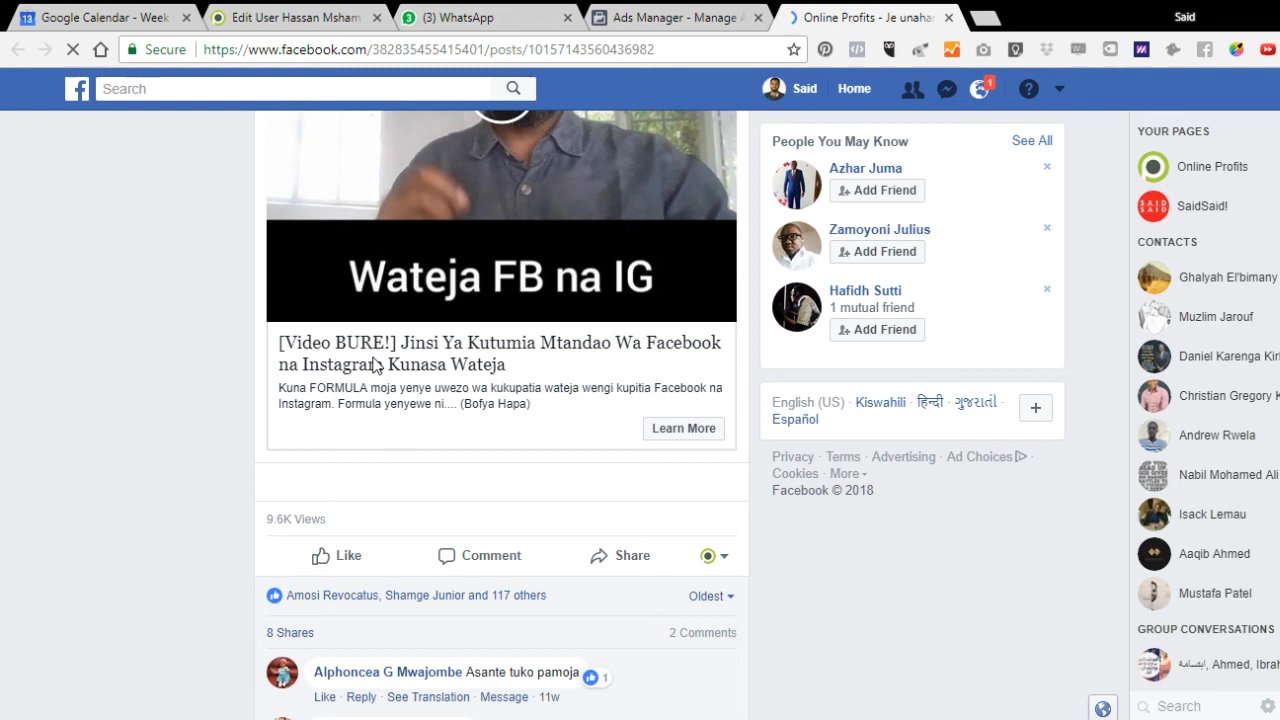 Google Calendar - Week
Edit User Hassan Msham
(3) WhatsApp
Ads Manager - Manage A
Online Profits - Je unahar
Said
Secure
https://www.facebook.com/382835455415401/posts/10157143560436982
Search
Said
Home
1
Wateja FB na IG
[Video BURE!] Jinsi Ya Kutumia Mtandao Wa Facebook
na Instagram Kunasa Wateja
Kuna FORMULA moja yenye uwezo wa kukupatia wateja wengi kupitia Facebook na
Instagram. Formula yenyewe ni.... (Bofya Hapa)
Learn More
9.6K Views
Like
Comment
Share
Amosi Revocatus, Shamge Junior and 117 others
Oldest
8 Shares
2 Comments
Alphoncea G Mwajombe Asante tuko pamoja
1
Like · Reply · See Translation · Message · 11w
People You May Know
See All
Azhar Juma
Add Friend
Zamoyoni Julius
Add Friend
Hafidh Sutti
1 mutual friend
Add Friend
English (US) · Kiswahili · हिन्दी · ગુજરાતી ·
Español
Privacy · Terms · Advertising · Ad Choices ·
Cookies · More
Facebook © 2018
YOUR PAGES
Online Profits
SAID
SAID
SaidSaid!
CONTACTS
Ghalyah El'bimany
Muzlim Jarouf
Daniel Karenga Kirl
Christian Gregory K
Andrew Rwela
Nabil Mohamed Ali
Isack Lemau
Aaqib Ahmed
Mustafa Patel
GROUP CONVERSATIONS
ابتسامة, Ahmed, Ibra
Search